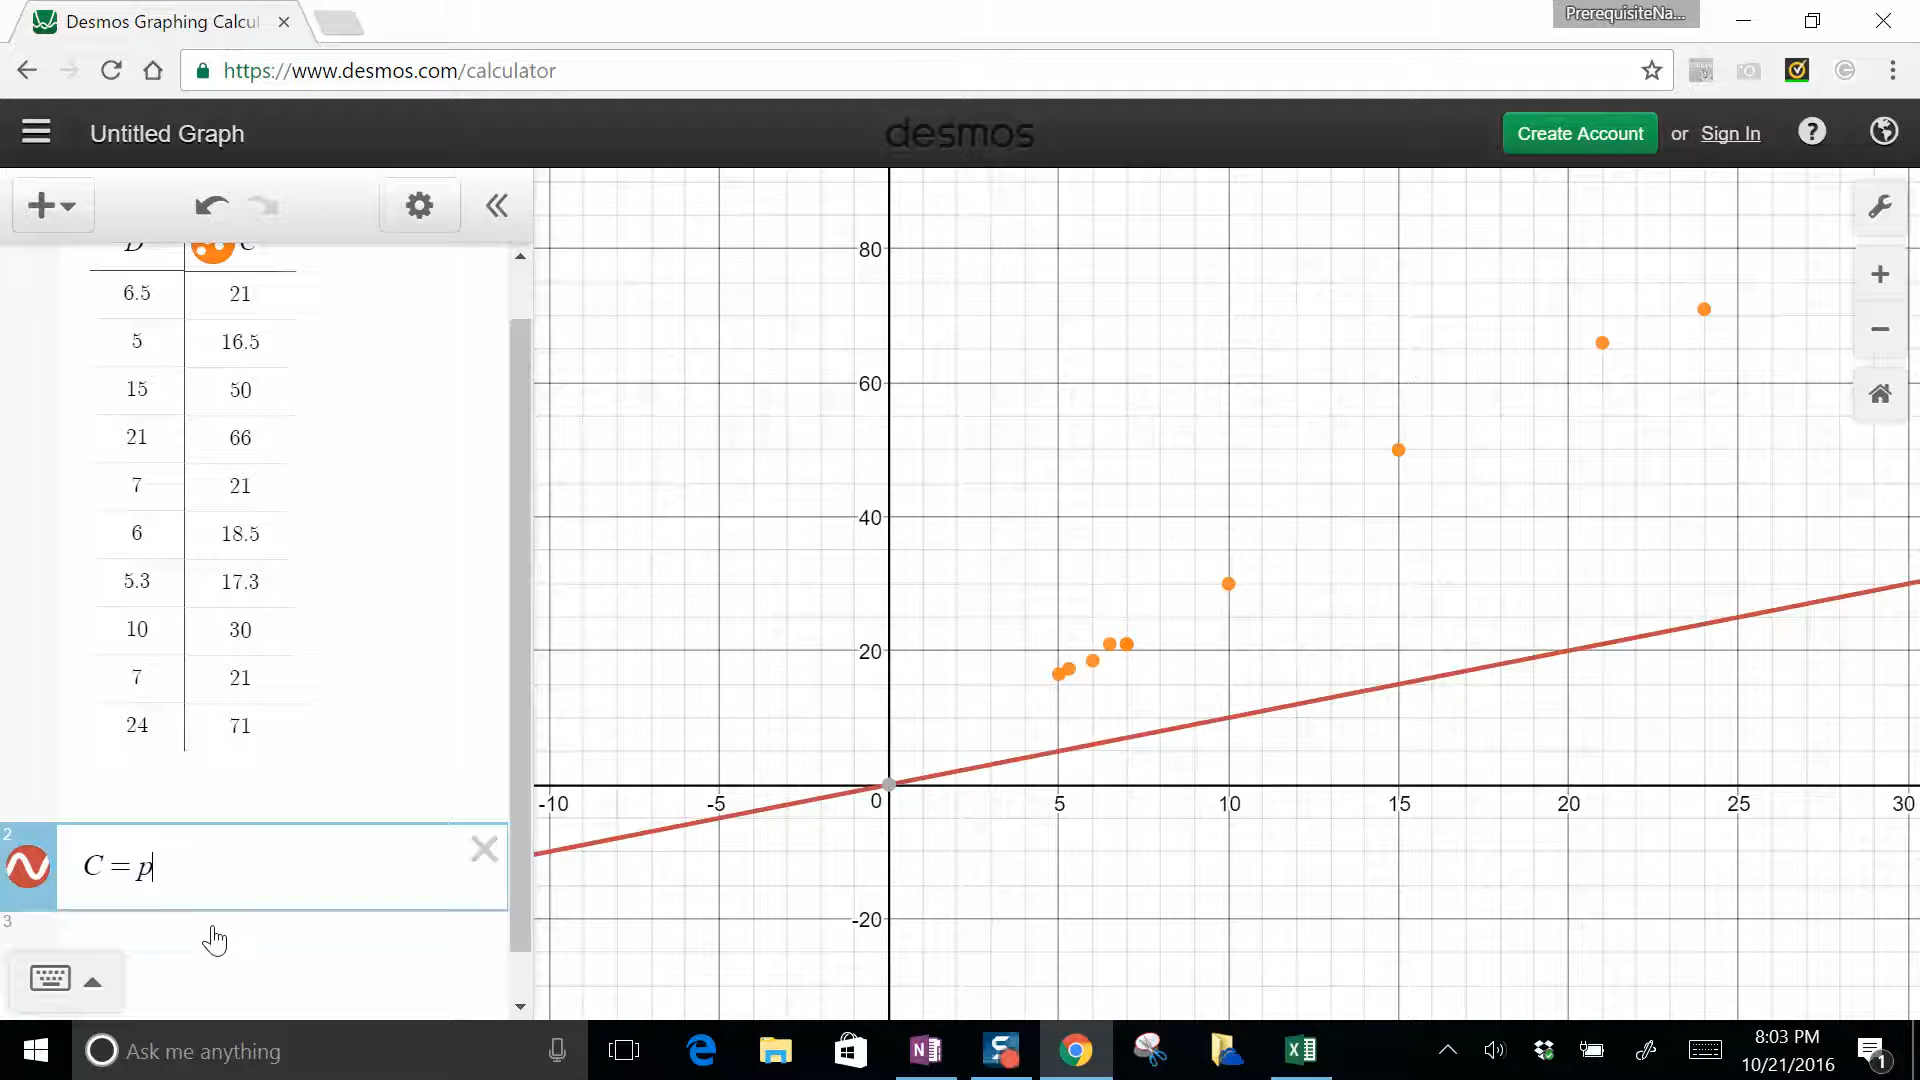 Desmos Graphing Calcul
PrerequisiteNa...
https://www.desmos.com/calculator
Untitled Graph
desmos
Create Account or Sign In ?
D C
6.5 21
5 16.5
15 50
21 66
7 21
6 18.5
5.3 17.3
10 30
7 21
24 71
2
C = p
3
80
60
40
20
-10 -5 0 5 10 15 20 25 30
-20
Ask me anything
8:03 PM
10/21/2016
1